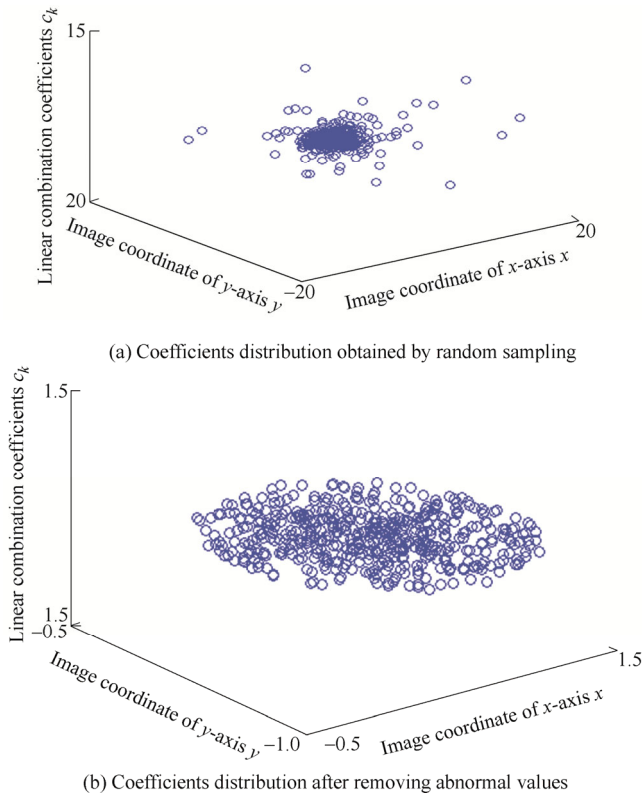 15
Linear combination coefficients cₖ
20
Image coordinate of y-axis y
−20
Image coordinate of x-axis x
20
(a) Coefficients distribution obtained by random sampling
1.5
Linear combination coefficients cₖ
1.5
−0.5
Image coordinate of y-axis y
−1.0
−0.5
Image coordinate of x-axis x
1.5
(b) Coefficients distribution after removing abnormal values